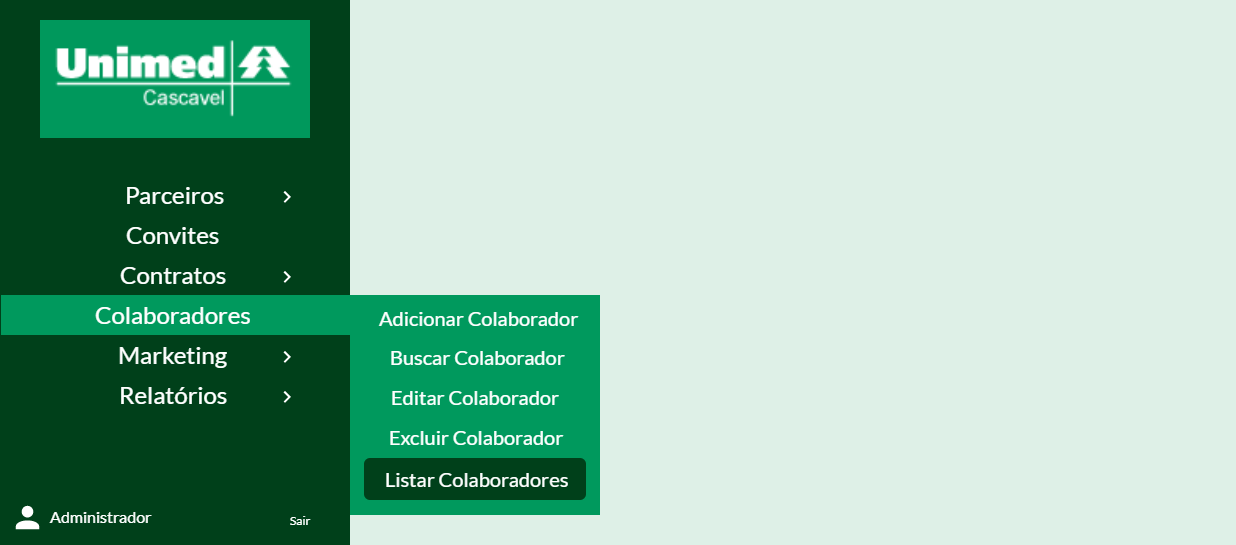 Unimed
Cascavel
Parceiros
Convites
Contratos
Colaboradores
Marketing
Relatórios
Adicionar Colaborador
Buscar Colaborador
Editar Colaborador
Excluir Colaborador
Listar Colaboradores
Administrador
Sair